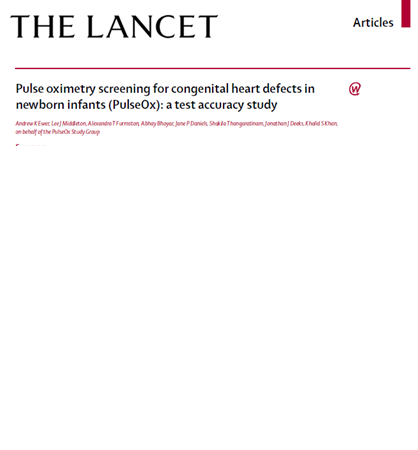 THE LANCET
Articles
Pulse oximetry screening for congenital heart defects in
newborn infants (PulseOx): a test accuracy study
Andrew K Ewer, Lee J Middleton, Alexandra T Furmston, Abhay Bhoyar, Jane P Daniels, Shakila Thangaratinam, Jonathan J Deeks, Khalid S Khan,
on behalf of the PulseOx Study Group